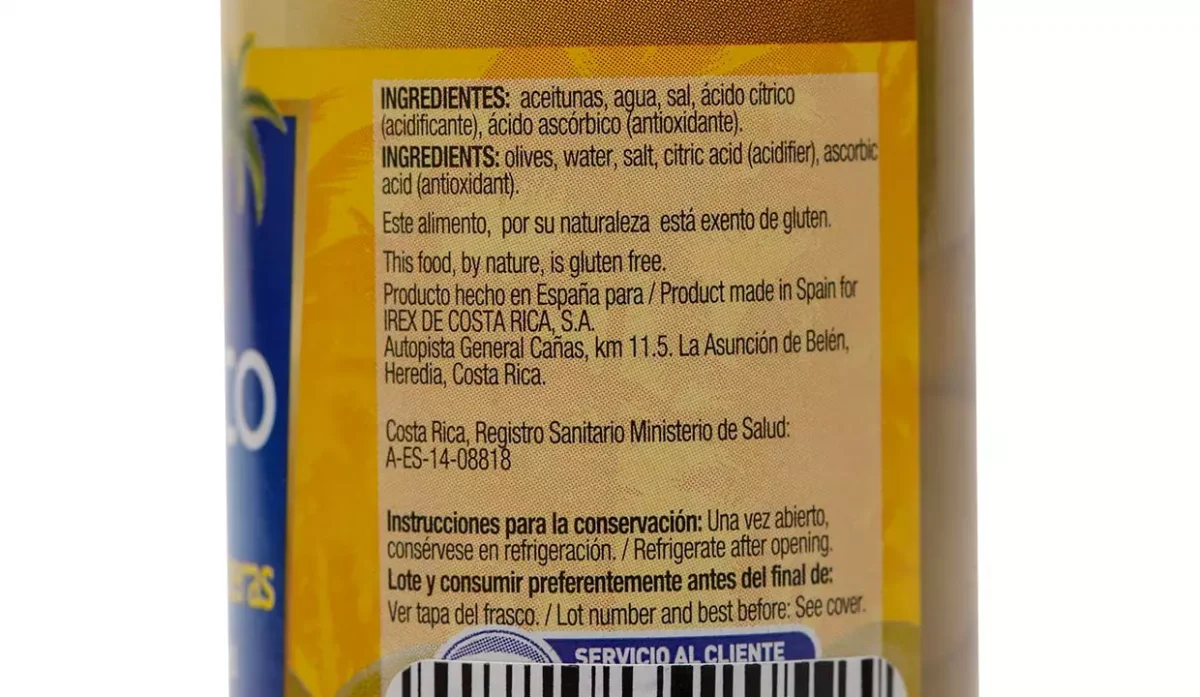 INGREDIENTES: aceitunas, agua, sal, ácido cítrico
(acidificante), ácido ascórbico (antioxidante).
INGREDIENTS: olives, water, salt, citric acid (acidifier), ascorbic
acid (antioxidant).
Este alimento, por su naturaleza está exento de gluten.
This food, by nature, is gluten free.
Producto hecho en España para / Product made in Spain for
IREX DE COSTA RICA, S.A.
Autopista General Cañas, km 11.5. La Asunción de Belén,
Heredia, Costa Rica.
Costa Rica, Registro Sanitario Ministerio de Salud:
A-ES-14-08818
Instrucciones para la conservación: Una vez abierto,
consérvese en refrigeración. / Refrigerate after opening.
Lote y consumir preferentemente antes del final de:
Ver tapa del frasco. / Lot number and best before: See cover.
SERVICIO AL CLIENTE